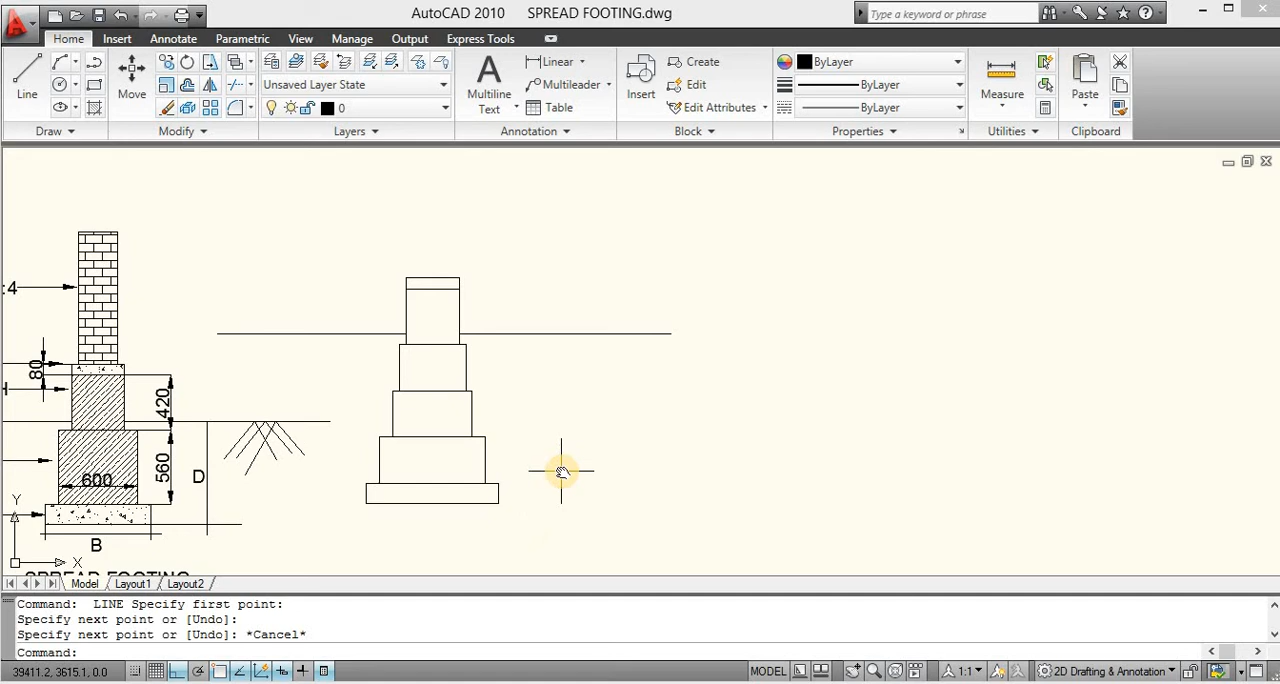 AutoCAD 2010 SPREAD FOOTING.dwg
Type a keyword or phrase
Home Insert Annotate Parametric View Manage Output Express Tools
Line
Move
Unsaved Layer State
0
Multiline Text
Linear
Multileader
Table
Insert
Create
Edit
Edit Attributes
ByLayer
ByLayer
ByLayer
Measure
Paste
Draw Modify Layers Annotation Block Properties Utilities Clipboard
:4
80
420
H
560
600
D
B
Y
X
Model Layout1 Layout2
Command: LINE Specify first point:
Specify next point or [Undo]:
Specify next point or [Undo]: *Cancel*
Command:
39411.2, 3615.1, 0.0
MODEL
1:1
2D Drafting & Annotation